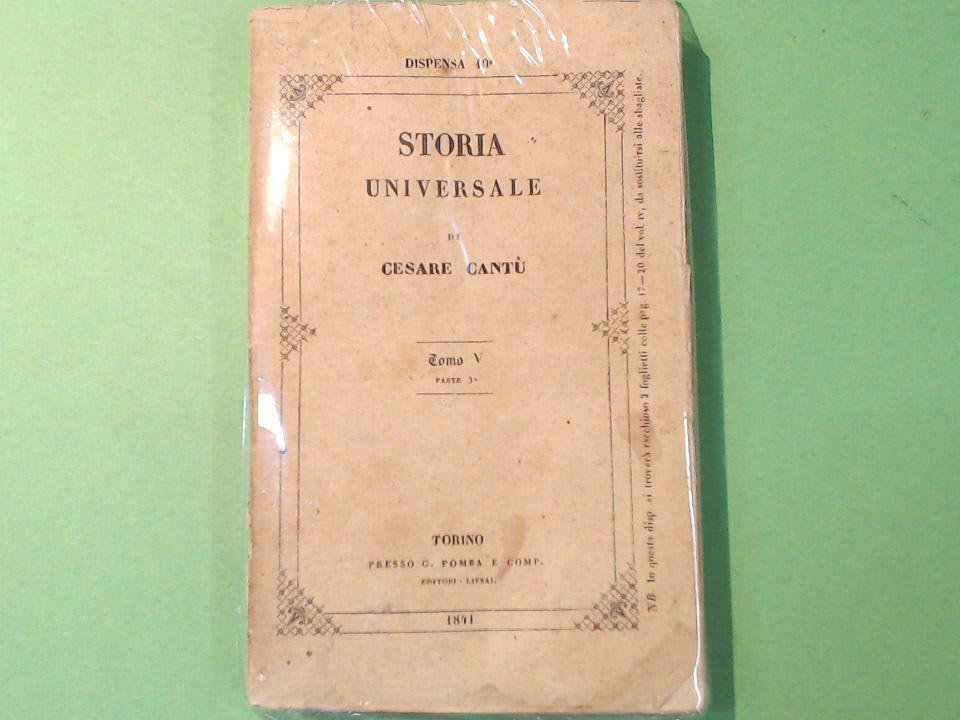 DISPENSA 40ª
STORIA
UNIVERSALE
DI
CESARE CANTÙ
Tomo V
PARTE 3ª
TORINO
PRESSO G. POMBA E COMP.
EDITORI - LIBRAI.
1841
NB. In questa disp. si troverà racchiuso 2 foglietti colle pag. 17—20 del vol. IV, da sostituirsi alle sbagliate.